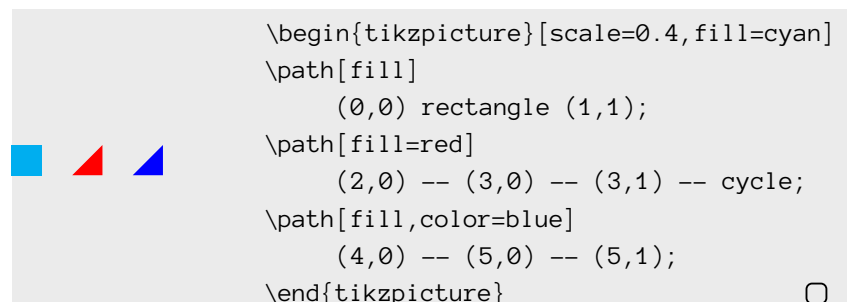 \begin{tikzpicture}[scale=0.4,fill=cyan]
\path[fill]
(0,0) rectangle (1,1);
\path[fill=red]
(2,0) -- (3,0) -- (3,1) -- cycle;
\path[fill,color=blue]
(4,0) -- (5,0) -- (5,1);
\end{tikzpicture}